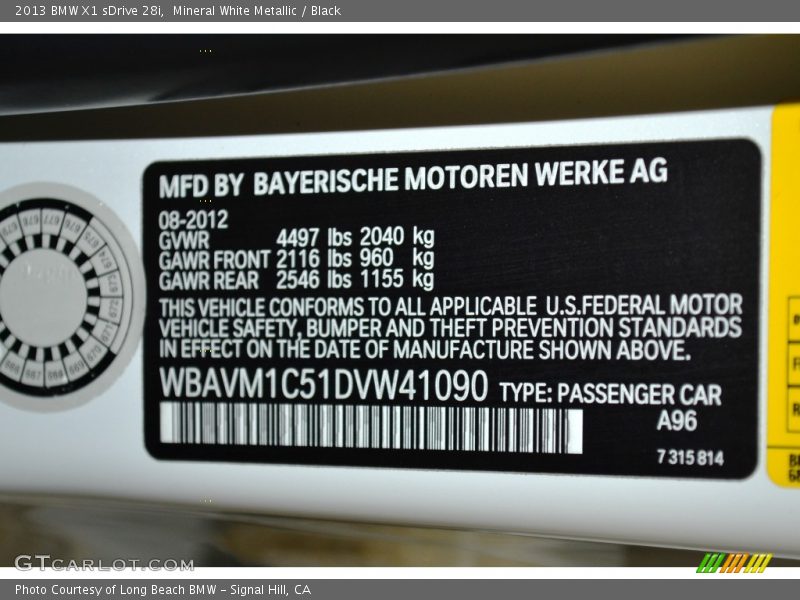 2013 BMW X1 sDrive 28i,  Mineral White Metallic / Black
MFD BY BAYERISCHE MOTOREN WERKE AG
08-2012
GVWR 4497 lbs 2040 kg
GAWR FRONT 2116 lbs 960 kg
GAWR REAR 2546 lbs 1155 kg
THIS VEHICLE CONFORMS TO ALL APPLICABLE U.S.FEDERAL MOTOR
VEHICLE SAFETY, BUMPER AND THEFT PREVENTION STANDARDS
IN EFFECT ON THE DATE OF MANUFACTURE SHOWN ABOVE.
WBAVM1C51DVW41090 TYPE: PASSENGER CAR
A96
7 315 814
GTCARLOT.COM
Photo Courtesy of Long Beach BMW - Signal Hill, CA